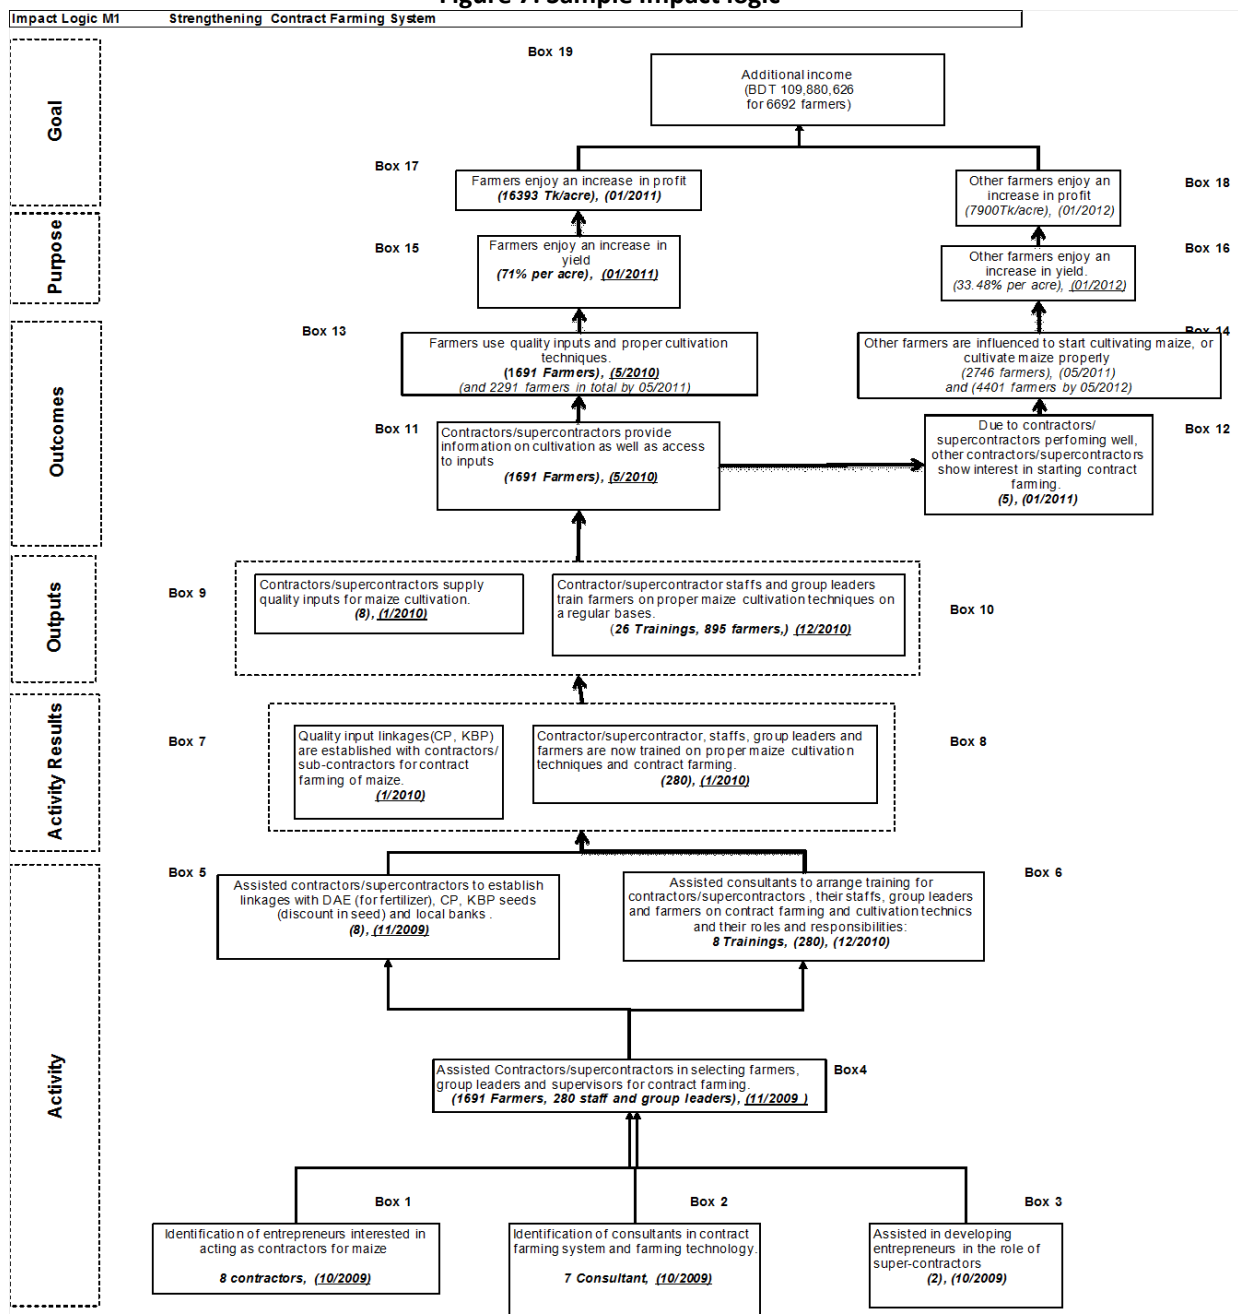 Figure 7: Sample impact logic
Impact Logic M1 Strengthening Contract Farming System
Goal
Box 19
Additional income
(BDT 109,880,626
for 6692 farmers)
Box 17
Farmers enjoy an increase in profit
(16393 Tk/acre), (01/2011)
Other farmers enjoy an
increase in profit
(7900Tk/acre), (01/2012)
Box 18
Purpose
Box 15
Farmers enjoy an increase in
yield
(71% per acre), (01/2011)
Other farmers enjoy an
increase in yield.
(33.48% per acre), (01/2012)
Box 16
Outcomes
Box 13
Farmers use quality inputs and proper cultivation
techniques.
(1691 Farmers), (5/2010)
(and 2291 farmers in total by 05/2011)
Box 14
Other farmers are influenced to start cultivating maize, or
cultivate maize properly
(2746 farmers), (05/2011)
and (4401 farmers by 05/2012)
Box 11
Contractors/supercontractors provide
information on cultivation as well as access
to inputs
(1691 Farmers), (5/2010)
Due to contractors/
supercontractors perfoming well,
other contractors/supercontractors
show interest in starting contract
farming.
(5), (01/2011)
Box 12
Outputs
Box 9
Contractors/supercontractors supply
quality inputs for maize cultivation.
(8), (1/2010)
Contractor/supercontractor staffs and group leaders
train farmers on proper maize cultivation techniques on
a regular bases.
(26 Trainings, 895 farmers,) (12/2010)
Box 10
Activity Results
Box 7
Quality input linkages(CP, KBP)
are established with contractors/
sub-contractors for contract
farming of maize.
(1/2010)
Contractor/supercontractor, staffs, group leaders and
farmers are now trained on proper maize cultivation
techniques and contract farming.
(280), (1/2010)
Box 8
Activity
Box 5
Assisted contractors/supercontractors to establish
linkages with DAE (for fertilizer), CP, KBP seeds
(discount in seed) and local banks .
(8), (11/2009)
Assisted consultants to arrange training for
contractors/supercontractors , their staffs, group leaders
and farmers on contract farming and cultivation technics
and their roles and responsibilities:
8 Trainings, (280), (12/2010)
Box 6
Assisted Contractors/supercontractors in selecting farmers,
group leaders and supervisors for contract farming.
(1691 Farmers, 280 staff and group leaders), (11/2009 )
Box4
Box 1
Identification of entrepreneurs interested in
acting as contractors for maize
8 contractors, (10/2009)
Box 2
Identification of consultants in contract
farming system and farming technology.
7 Consultant, (10/2009)
Box 3
Assisted in developing
entrepreneurs in the role of
super-contractors
(2), (10/2009)